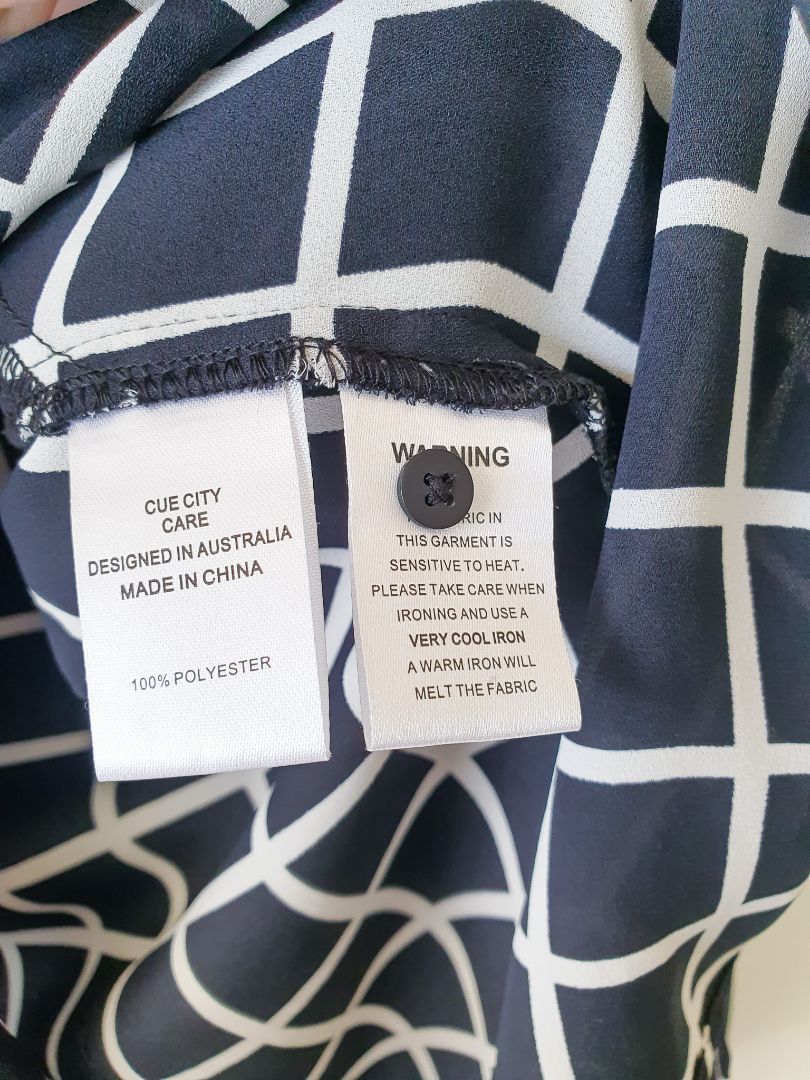 CUE CITY
CARE
DESIGNED IN AUSTRALIA
MADE IN CHINA
100% POLYESTER
IN
THIS GARMENT IS
SENSITIVE TO HEAT.
PLEASE TAKE CARE WHEN
IRONING AND USE A
VERY COOL IRON
A WARM IRON WILL
MELT THE FABRIC